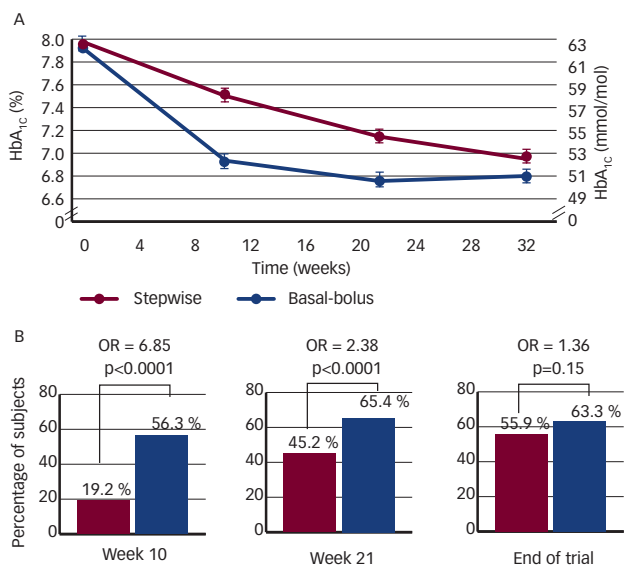 A
HbA1C (%)
8.0
7.8
7.6
7.4
7.2
7.0
6.8
6.6
0
63
61
59
57
55
53
51
49
0
HbA1C (mmol/mol)
0 4 8 12 16 20 24 28 32
Time (weeks)
Stepwise Basal-bolus
B
OR = 6.85
p<0.0001
Percentage of subjects
80
60
40
20
0
19.2 %
56.3 %
Week 10
OR = 2.38
p<0.0001
80
60
40
20
0
45.2 %
65.4 %
Week 21
OR = 1.36
p=0.15
80
60
40
20
0
55.9 %
63.3 %
End of trial